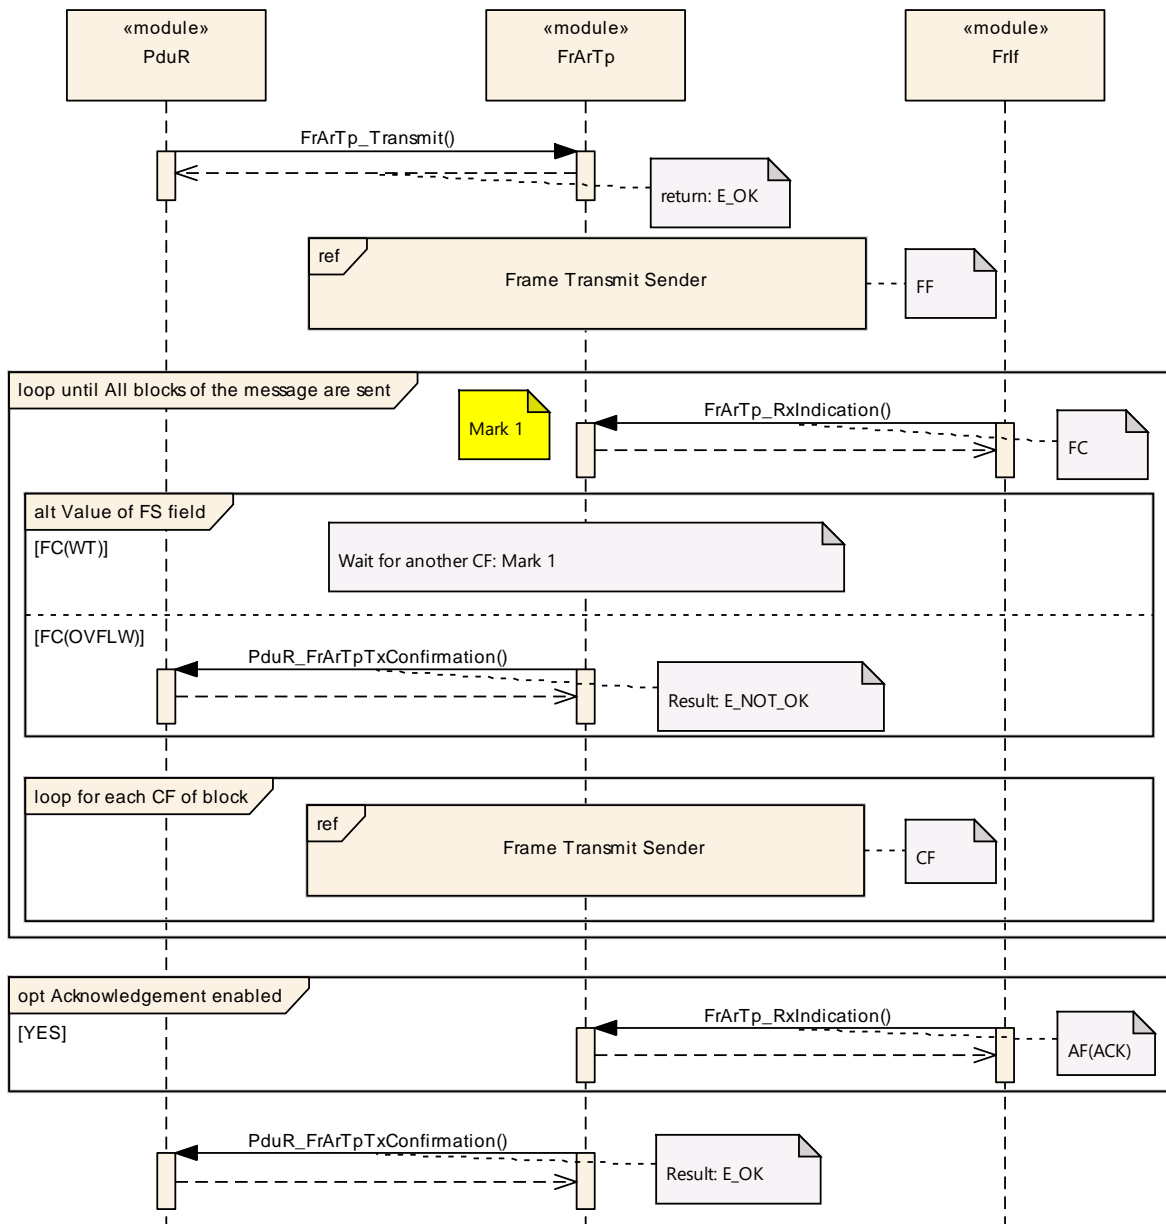 «module»
PduR
«module»
FrArTp
«module»
FrIf
FrArTp_Transmit()
return: E_OK
ref
Frame Transmit Sender
FF
loop until All blocks of the message are sent
Mark 1
FrArTp_RxIndication()
FC
alt Value of FS field
[FC(WT)]
Wait for another CF: Mark 1
[FC(OVFLW)]
PduR_FrArTpTxConfirmation()
Result: E_NOT_OK
loop for each CF of block
ref
Frame Transmit Sender
CF
opt Acknowledgement enabled
[YES]
FrArTp_RxIndication()
AF(ACK)
PduR_FrArTpTxConfirmation()
Result: E_OK